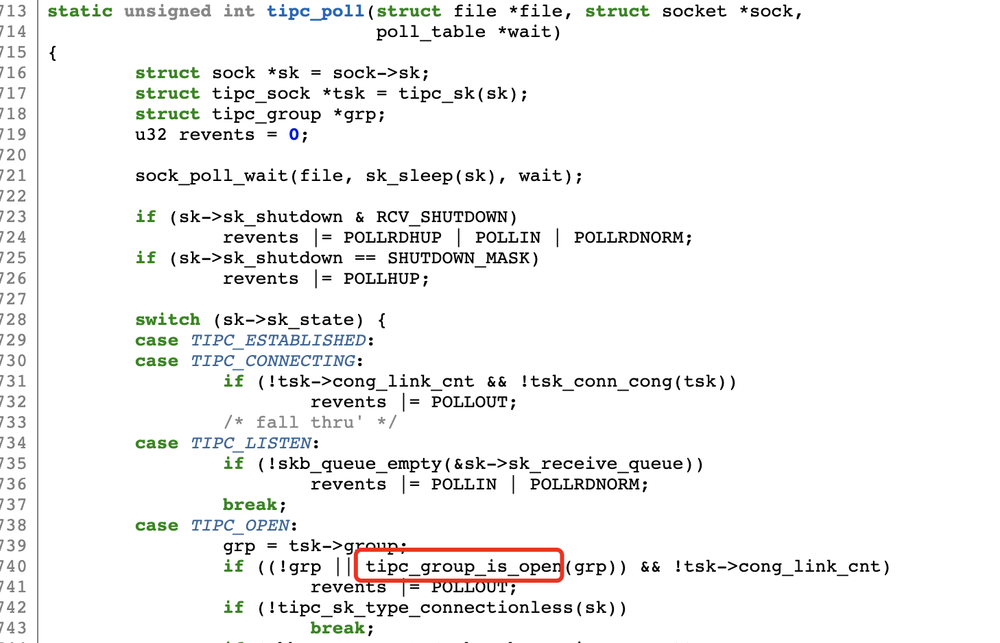 713 static unsigned int tipc_poll(struct file *file, struct socket *sock,
714                               poll_table *wait)
715 {
716         struct sock *sk = sock->sk;
717         struct tipc_sock *tsk = tipc_sk(sk);
718         struct tipc_group *grp;
719         u32 revents = 0;
720
721         sock_poll_wait(file, sk_sleep(sk), wait);
722
723         if (sk->sk_shutdown & RCV_SHUTDOWN)
724                 revents |= POLLRDHUP | POLLIN | POLLRDNORM;
725         if (sk->sk_shutdown == SHUTDOWN_MASK)
726                 revents |= POLLHUP;
727
728         switch (sk->sk_state) {
729         case TIPC_ESTABLISHED:
730         case TIPC_CONNECTING:
731                 if (!tsk->cong_link_cnt && !tsk_conn_cong(tsk))
732                         revents |= POLLOUT;
733                 /* fall thru' */
734         case TIPC_LISTEN:
735                 if (!skb_queue_empty(&sk->sk_receive_queue))
736                         revents |= POLLIN | POLLRDNORM;
737                 break;
738         case TIPC_OPEN:
739                 grp = tsk->group;
740                 if ((!grp || tipc_group_is_open(grp)) && !tsk->cong_link_cnt)
741                         revents |= POLLOUT;
742                 if (!tipc_sk_type_connectionless(sk))
743                         break;